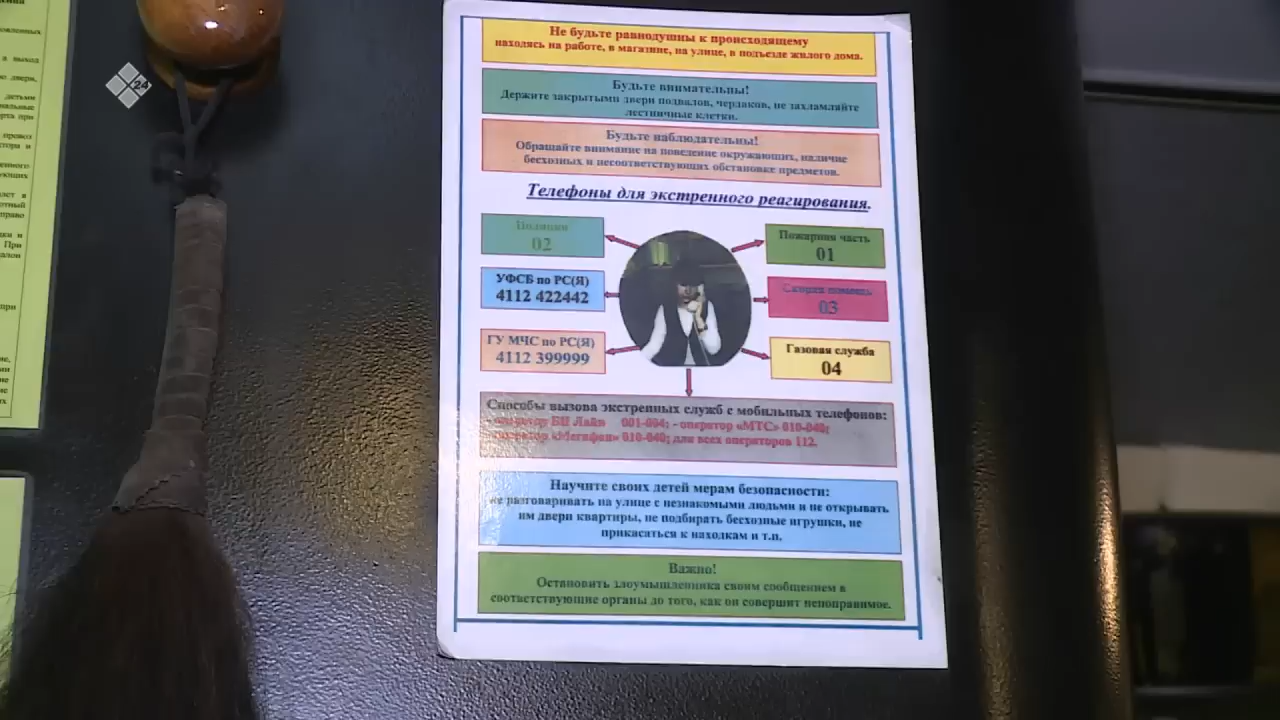 24
Не будьте равнодушны к происходящему
находясь на работе, в магазине, на улице, в подъезде жилого дома.
Будьте внимательны!
Держите закрытыми двери подвалов, чердаков, не захламляйте
лестничные клетки.
Будьте наблюдательны!
Обращайте внимание на поведение окружающих, наличие
бесхозных и несоответствующих обстановке предметов.
Телефоны для экстренного реагирования.
Полиция
02
Пожарная часть
01
УФСБ по РС(Я)
4112 422442
Скорая помощь
03
ГУ МЧС по РС(Я)
4112 399999
Газовая служба
04
Способы вызова экстренных служб с мобильных телефонов:
- оператор БИ Лайн 001-004; - оператор «МТС» 010-040;
оператор «Мегафан» 010-040; для всех операторов 112.
Научите своих детей мерам безопасности:
не разговаривать на улице с незнакомыми людьми и не открывать
им двери квартиры, не подбирать бесхозные игрушки, не
прикасаться к находкам и т.п.
Важно!
Остановить злоумышленника своим сообщением в
соответствующие органы до того, как он совершит непоправимое.